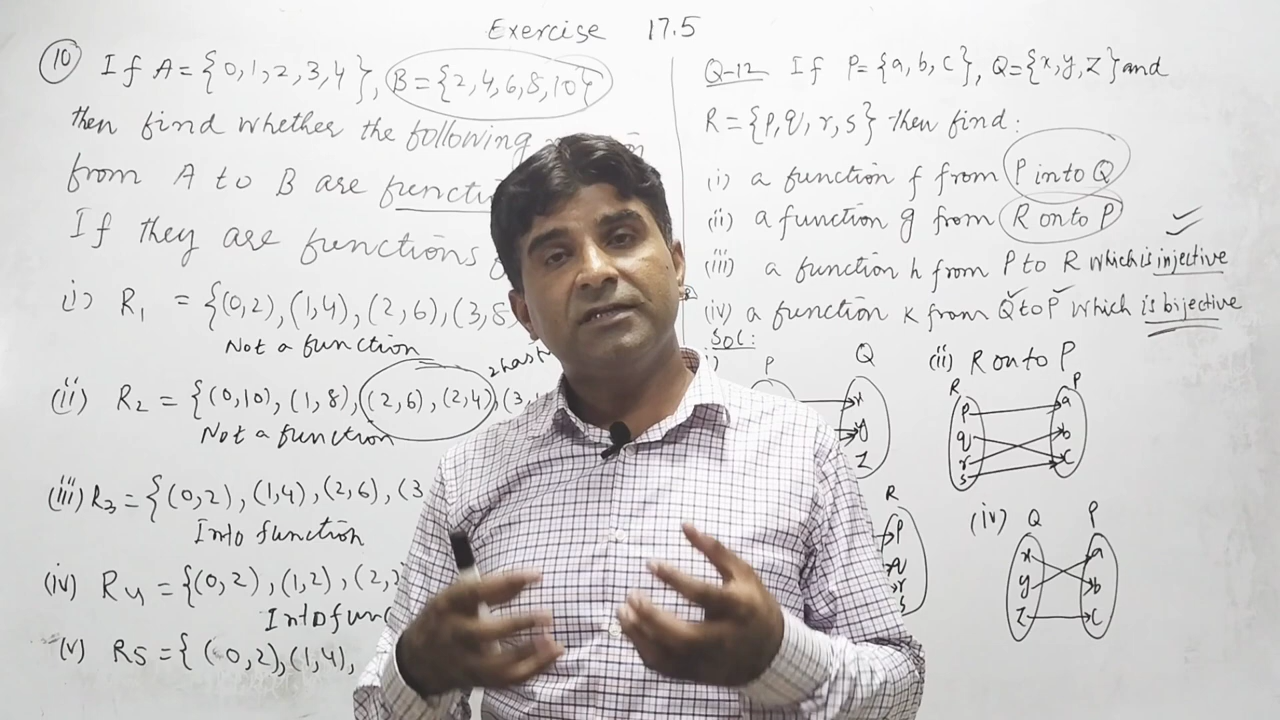 Exercise 17.5
10 If A={0,1,2,3,4}, B={2,4,6,8,10}
then find whether the following
from A to B are functi
If they are functions
i) R1 = {(0,2),(1,4),(2,6),(3,8
Not a function
(ii) R2 = {(0,10),(1,8),(2,6),(2,4),(3,
Not a function
(iii) R3={(0,2),(1,4),(2,6),(3
Into function
(iv) R4={(0,2),(1,2),(2,
Into func
(v) R5={(0,2),(1,4),
Q-12 If P={a,b,c}, Q={x,y,z} and
R={p,q,r,s} then find:
(i) a function f from P into Q
(ii) a function g from R onto P
(iii) a function h from P to R which is injective
(iv) a function k from Q to P which is bijective
Sol:
)
P Q
x
y
z
(ii) R onto P
R P
p a
q b
r c
s
R
p
q
r
s
(iv) Q P
x a
y b
z c